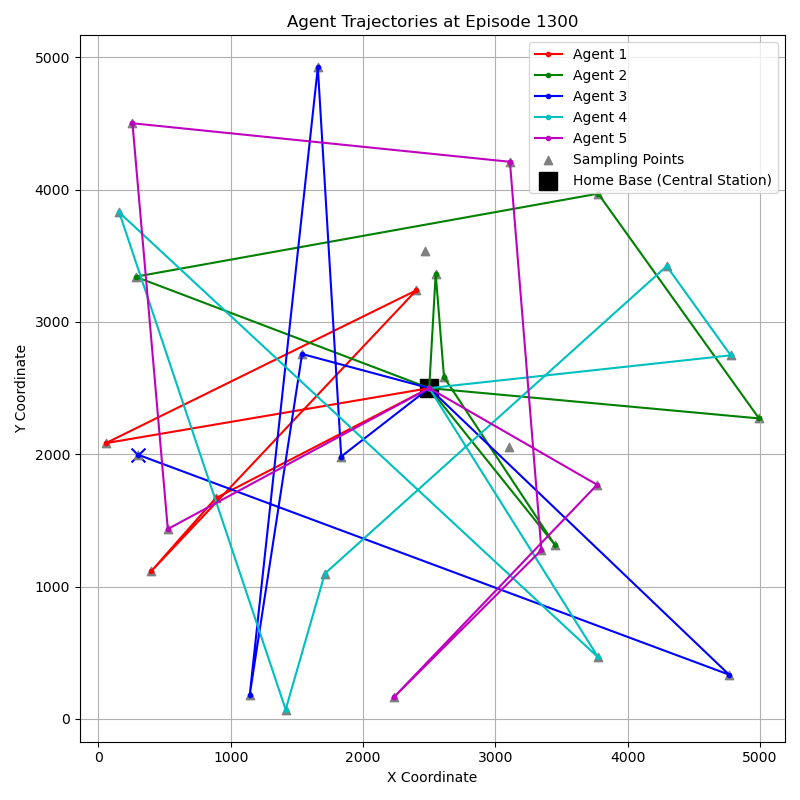 Agent Trajectories at Episode 1300
Agent 1
Agent 2
Agent 3
Agent 4
Agent 5
Sampling Points
Home Base (Central Station)
5000
4000
3000
2000
1000
0
Y Coordinate
0 1000 2000 3000 4000 5000
X Coordinate